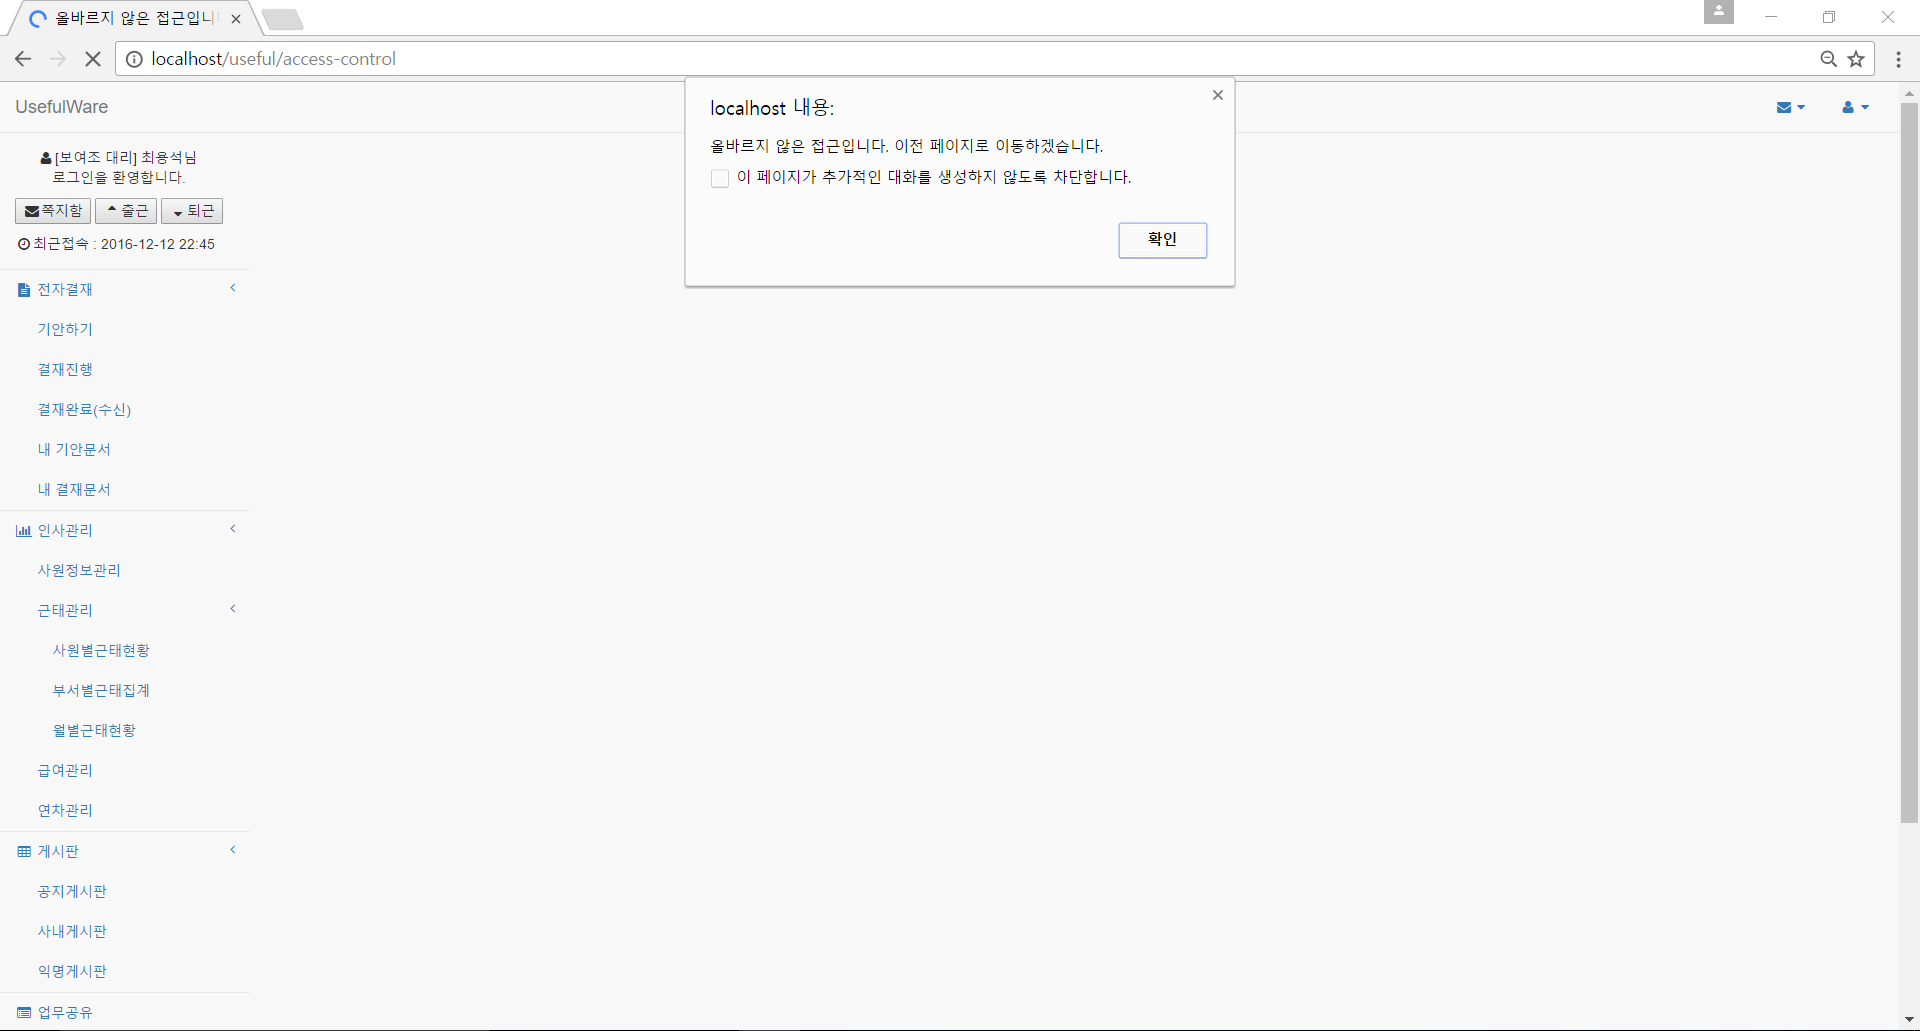 올바르지 않은 접근입니
localhost/useful/access-control
UsefulWare
localhost 내용:
올바르지 않은 접근입니다. 이전 페이지로 이동하겠습니다.
이 페이지가 추가적인 대화를 생성하지 않도록 차단합니다.
확인
[보여조 대리] 최용석님
로그인을 환영합니다.
쪽지함 출근 퇴근
최근접속 : 2016-12-12 22:45
전자결재
기안하기
결재진행
결재완료(수신)
내 기안문서
내 결재문서
인사관리
사원정보관리
근태관리
사원별근태현황
부서별근태집계
월별근태현황
급여관리
연차관리
게시판
공지게시판
사내게시판
익명게시판
업무공유